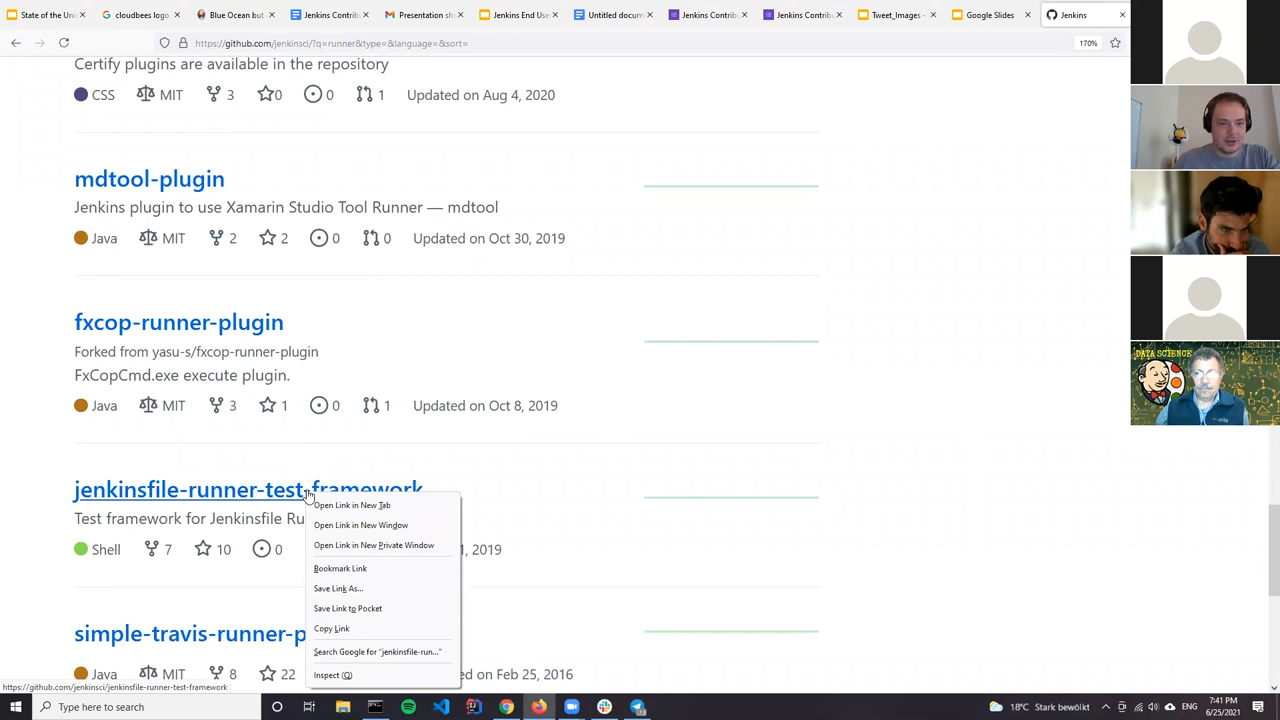 State of the Uni
cloudbees logo
Blue Ocean but
Jenkins Contrib
Presentation sh
Jenkins End Use
Untitled docum
Jenkins Contrib
Jenkins Contrib
Tweet_Images -
Google Slides
Jenkins
https://github.com/jenkinsci/?q=runner&type=&language=&sort=
170%
Certify plugins are available in the repository
CSS MIT 3 0 0 1 Updated on Aug 4, 2020
mdtool-plugin
Jenkins plugin to use Xamarin Studio Tool Runner — mdtool
Java MIT 2 2 0 0 Updated on Oct 30, 2019
fxcop-runner-plugin
Forked from yasu-s/fxcop-runner-plugin
FxCopCmd.exe execute plugin.
Java MIT 3 1 0 1 Updated on Oct 8, 2019
jenkinsfile-runner-test-framework
Test framework for Jenkinsfile Ru
Shell 7 10 0 1, 2019
Open Link in New Tab
Open Link in New Window
Open Link in New Private Window
Bookmark Link
Save Link As...
Save Link to Pocket
Copy Link
Search Google for "jenkinsfile-run..."
Inspect (Q)
simple-travis-runner-p
Java MIT 8 22 ed on Feb 25, 2016
https://github.com/jenkinsci/jenkinsfile-runner-test-framework
DATA SCIENCE
Type here to search
18°C Stark bewölkt
7:41 PM
6/25/2021